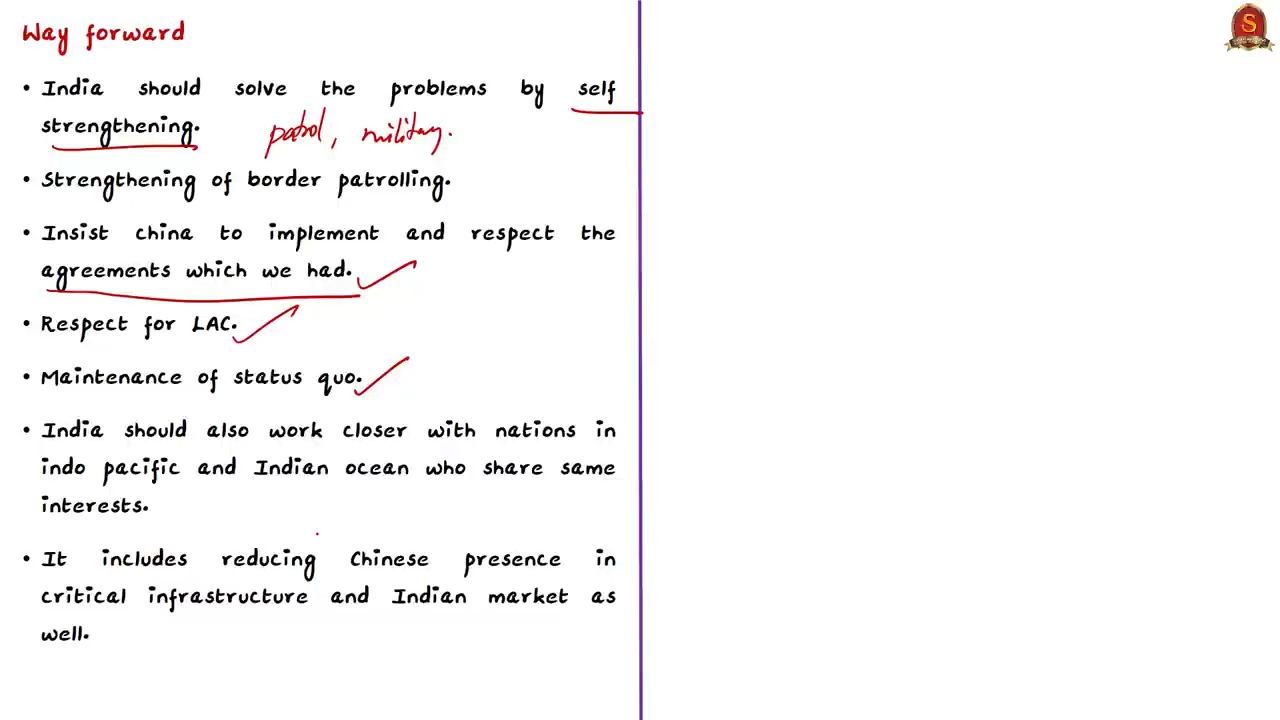 Way forward
• India should solve the problems by self
strengthening. patrol, military.
• Strengthening of border patrolling.
• Insist china to implement and respect the
agreements which we had.
• Respect for LAC.
• Maintenance of status quo.
• India should also work closer with nations in
indo pacific and Indian ocean who share same
interests.
• It includes reducing Chinese presence in
critical infrastructure and Indian market as
well.
S